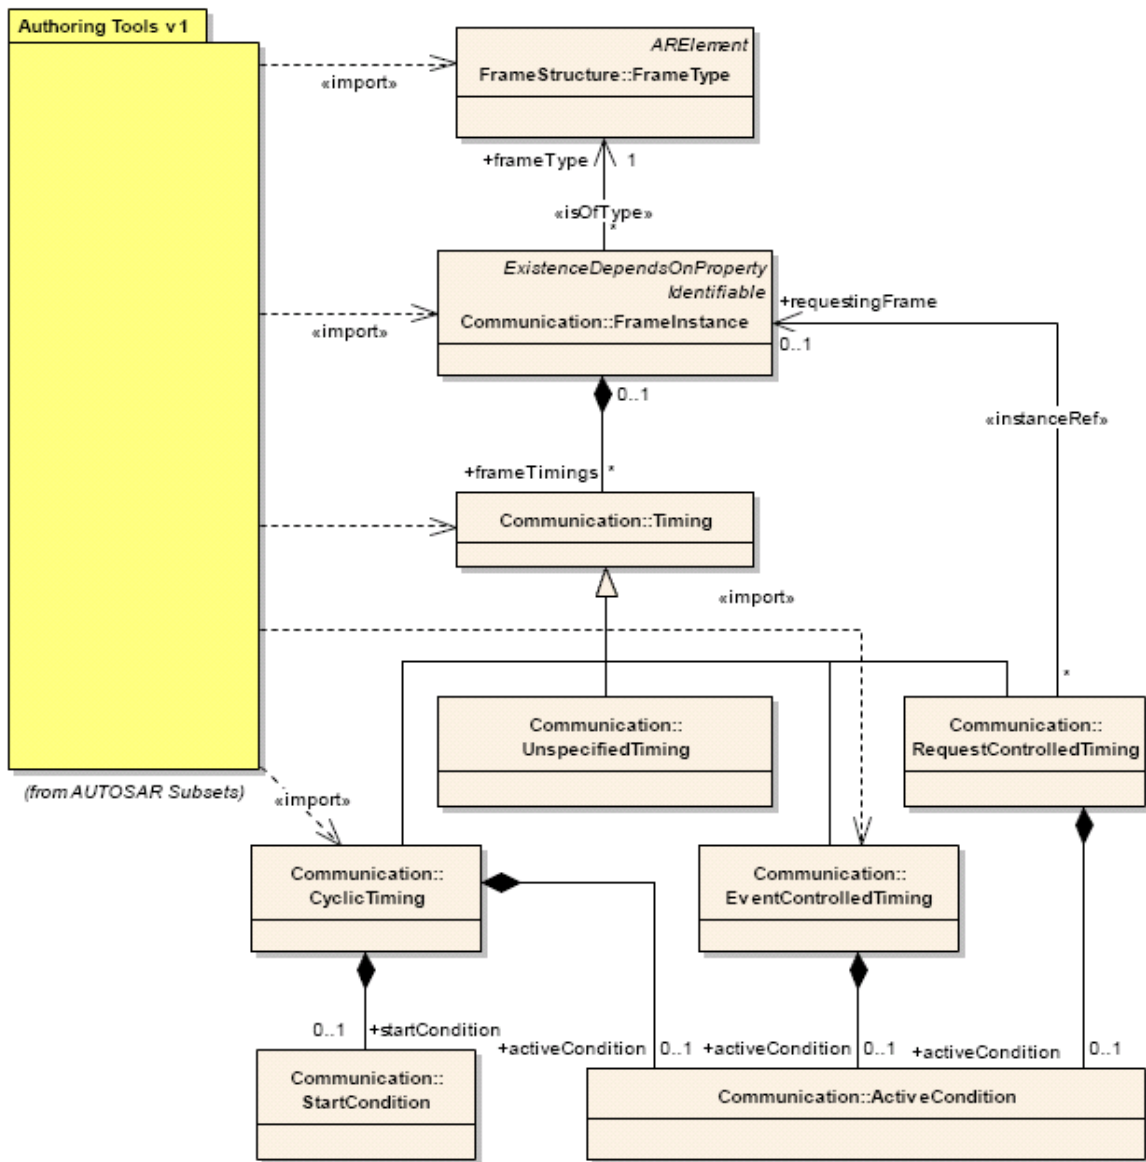 Authoring Tools v1
ARElement
FrameStructure::FrameType
«import»
+frameType 1
«isOfType»
*
ExistenceDependsOnProperty
Identifiable
Communication::FrameInstance
«import»
+requestingFrame
0..1
0..1
«instanceRef»
+frameTimings *
Communication::Timing
«import»
*
Communication::
UnspecifiedTiming
Communication::
RequestControlledTiming
(from AUTOSAR Subsets)
«import»
Communication::
CyclicTiming
Communication::
EventControlledTiming
0..1 +startCondition
+activeCondition 0..1
+activeCondition 0..1
+activeCondition 0..1
Communication::
StartCondition
Communication::ActiveCondition